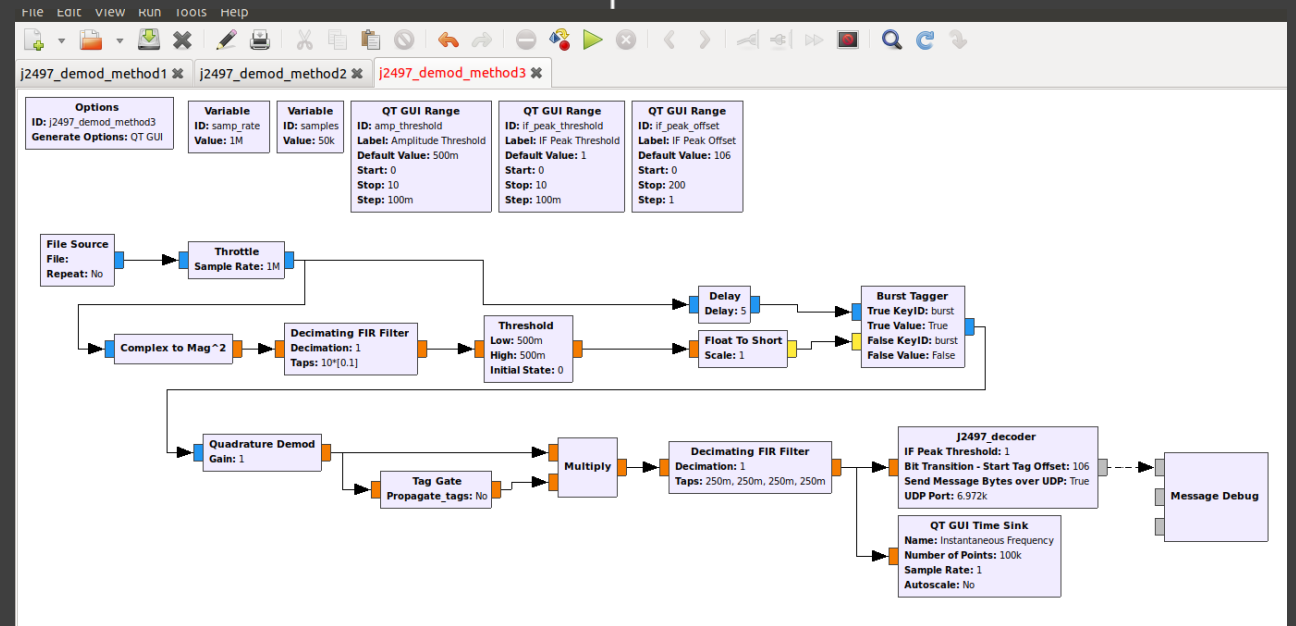 File Edit View Run Tools Help
j2497_demod_method1 j2497_demod_method2 j2497_demod_method3
Options
ID: j2497_demod_method3
Generate Options: QT GUI
Variable
ID: samp_rate
Value: 1M
Variable
ID: samples
Value: 50k
QT GUI Range
ID: amp_threshold
Label: Amplitude Threshold
Default Value: 500m
Start: 0
Stop: 10
Step: 100m
QT GUI Range
ID: if_peak_threshold
Label: IF Peak Threshold
Default Value: 1
Start: 0
Stop: 10
Step: 100m
QT GUI Range
ID: if_peak_offset
Label: IF Peak Offset
Default Value: 106
Start: 0
Stop: 200
Step: 1
File Source
File:
Repeat: No
Throttle
Sample Rate: 1M
Delay
Delay: 5
Burst Tagger
True KeyID: burst
True Value: True
False KeyID: burst
False Value: False
Complex to Mag^2
Decimating FIR Filter
Decimation: 1
Taps: 10*[0.1]
Threshold
Low: 500m
High: 500m
Initial State: 0
Float To Short
Scale: 1
Quadrature Demod
Gain: 1
Tag Gate
Propagate_tags: No
Multiply
Decimating FIR Filter
Decimation: 1
Taps: 250m, 250m, 250m, 250m
J2497_decoder
IF Peak Threshold: 1
Bit Transition - Start Tag Offset: 106
Send Message Bytes over UDP: True
UDP Port: 6.972k
Message Debug
QT GUI Time Sink
Name: Instantaneous Frequency
Number of Points: 100k
Sample Rate: 1
Autoscale: No